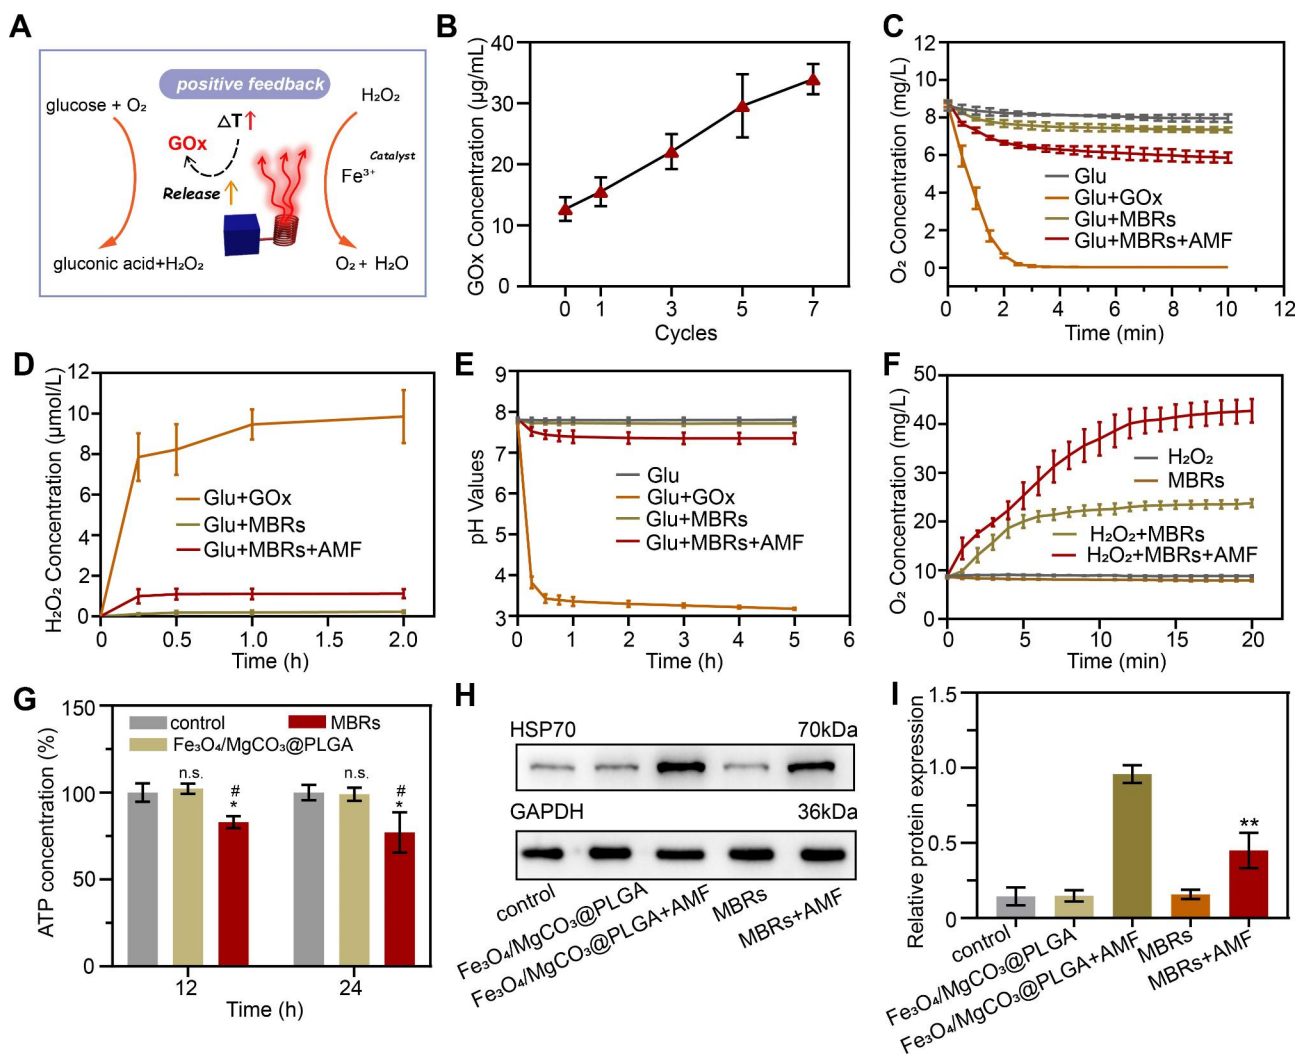 A
positive feedback
glucose + O₂
H₂O₂
ΔT
GOx
Catalyst
Fe³⁺
Release
gluconic acid+H₂O₂
O₂ + H₂O
B
GOx Concentration (μg/mL)
40
30
20
10
0
0 1 3 5 7
Cycles
C
O₂ Concentration (mg/L)
12
10
8
6
4
2
0
Glu
Glu+GOx
Glu+MBRs
Glu+MBRs+AMF
0 2 4 6 8 10 12
Time (min)
D
H₂O₂ Concentration (μmol/L)
12
10
8
6
4
2
0
Glu+GOx
Glu+MBRs
Glu+MBRs+AMF
0 0.5 1.0 1.5 2.0
Time (h)
E
pH Values
9
8
7
6
5
4
3
Glu
Glu+GOx
Glu+MBRs
Glu+MBRs+AMF
0 1 2 3 4 5 6
Time (h)
F
O₂ Concentration (mg/L)
50
40
30
20
10
0
H₂O₂
MBRs
H₂O₂+MBRs
H₂O₂+MBRs+AMF
0 5 10 15 20
Time (min)
G
ATP concentration (%)
150
100
50
0
control
MBRs
Fe₃O₄/MgCO₃@PLGA
n.s.
#
*
n.s.
#
*
12 24
Time (h)
H
HSP70 70kDa
GAPDH 36kDa
control
Fe₃O₄/MgCO₃@PLGA
Fe₃O₄/MgCO₃@PLGA+AMF
MBRs
MBRs+AMF
I
Relative protein expression
1.5
1.0
0.5
0
**
control
Fe₃O₄/MgCO₃@PLGA
Fe₃O₄/MgCO₃@PLGA+AMF
MBRs
MBRs+AMF